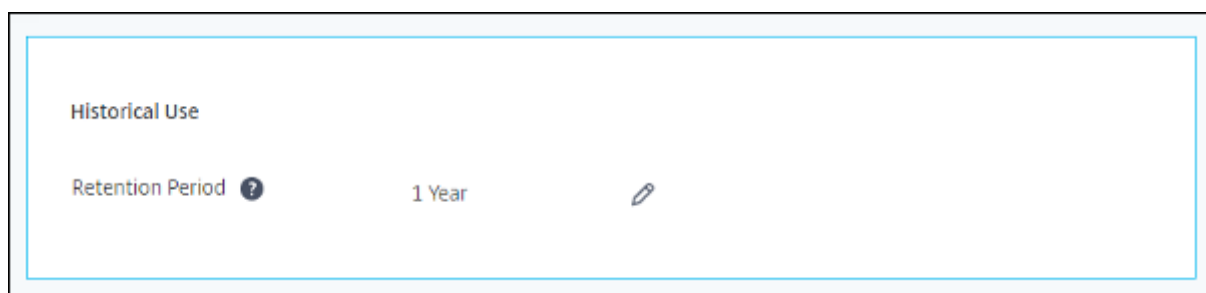 Historical Use
Retention Period ? 1 Year